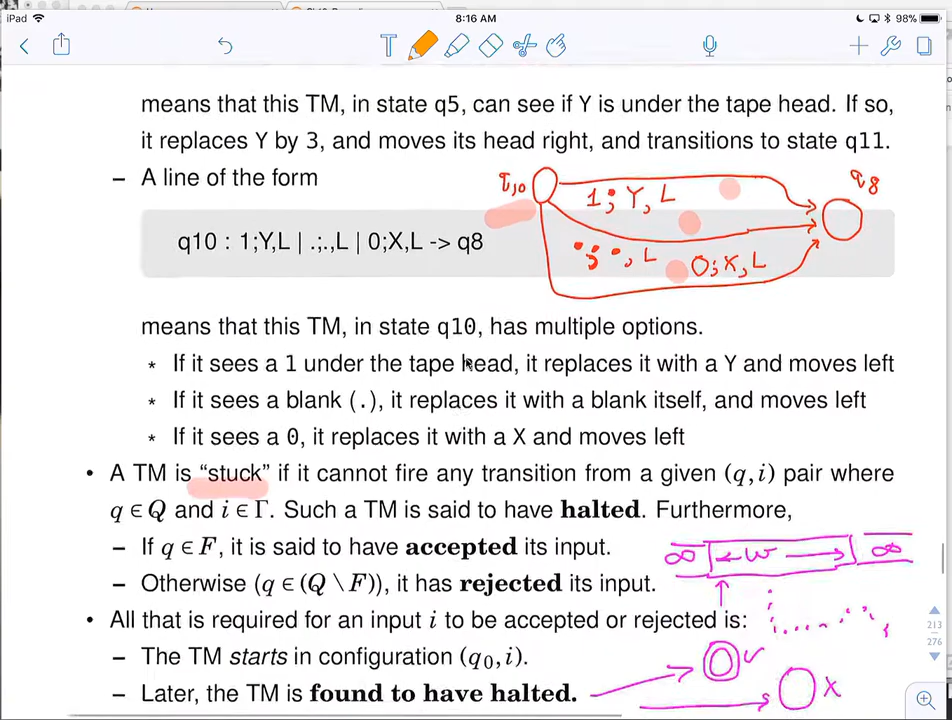 iPad 8:16 AM 98%
T
means that this TM, in state q5, can see if Y is under the tape head. If so,
it replaces Y by 3, and moves its head right, and transitions to state q11.
– A line of the form
q10 q8
1; Y, L
q10 : 1;Y,L | .;.,L | 0;X,L -> q8
. ; . , L 0; X, L
means that this TM, in state q10, has multiple options.
* If it sees a 1 under the tape head, it replaces it with a Y and moves left
* If it sees a blank (.), it replaces it with a blank itself, and moves left
* If it sees a 0, it replaces it with a X and moves left
• A TM is “stuck” if it cannot fire any transition from a given (q, i) pair where
q ∈ Q and i ∈ Γ. Such a TM is said to have halted. Furthermore,
– If q ∈ F, it is said to have accepted its input.
∞ ← w → ∞
– Otherwise (q ∈ (Q \ F)), it has rejected its input.
• All that is required for an input i to be accepted or rejected is:
213
276
– The TM starts in configuration (q0, i).
– Later, the TM is found to have halted.
X